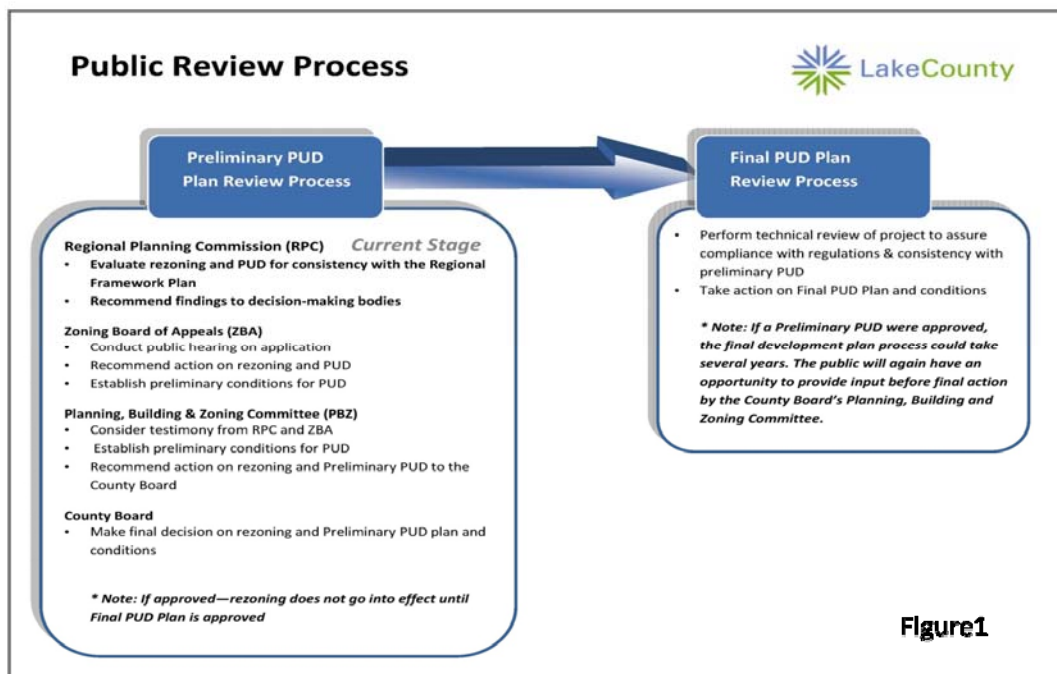 Public Review Process
LakeCounty
Preliminary PUD
Plan Review Process
Final PUD Plan
Review Process
Regional Planning Commission (RPC) Current Stage
• Evaluate rezoning and PUD for consistency with the Regional
Framework Plan
• Recommend findings to decision-making bodies
Zoning Board of Appeals (ZBA)
• Conduct public hearing on application
• Recommend action on rezoning and PUD
• Establish preliminary conditions for PUD
Planning, Building & Zoning Committee (PBZ)
• Consider testimony from RPC and ZBA
• Establish preliminary conditions for PUD
• Recommend action on rezoning and Preliminary PUD to the
County Board
County Board
• Make final decision on rezoning and Preliminary PUD plan and
conditions
* Note: If approved—rezoning does not go into effect until
Final PUD Plan is approved
• Perform technical review of project to assure
compliance with regulations & consistency with
preliminary PUD
• Take action on Final PUD Plan and conditions
* Note: If a Preliminary PUD were approved,
the final development plan process could take
several years. The public will again have an
opportunity to provide input before final action
by the County Board's Planning, Building and
Zoning Committee.
Figure1